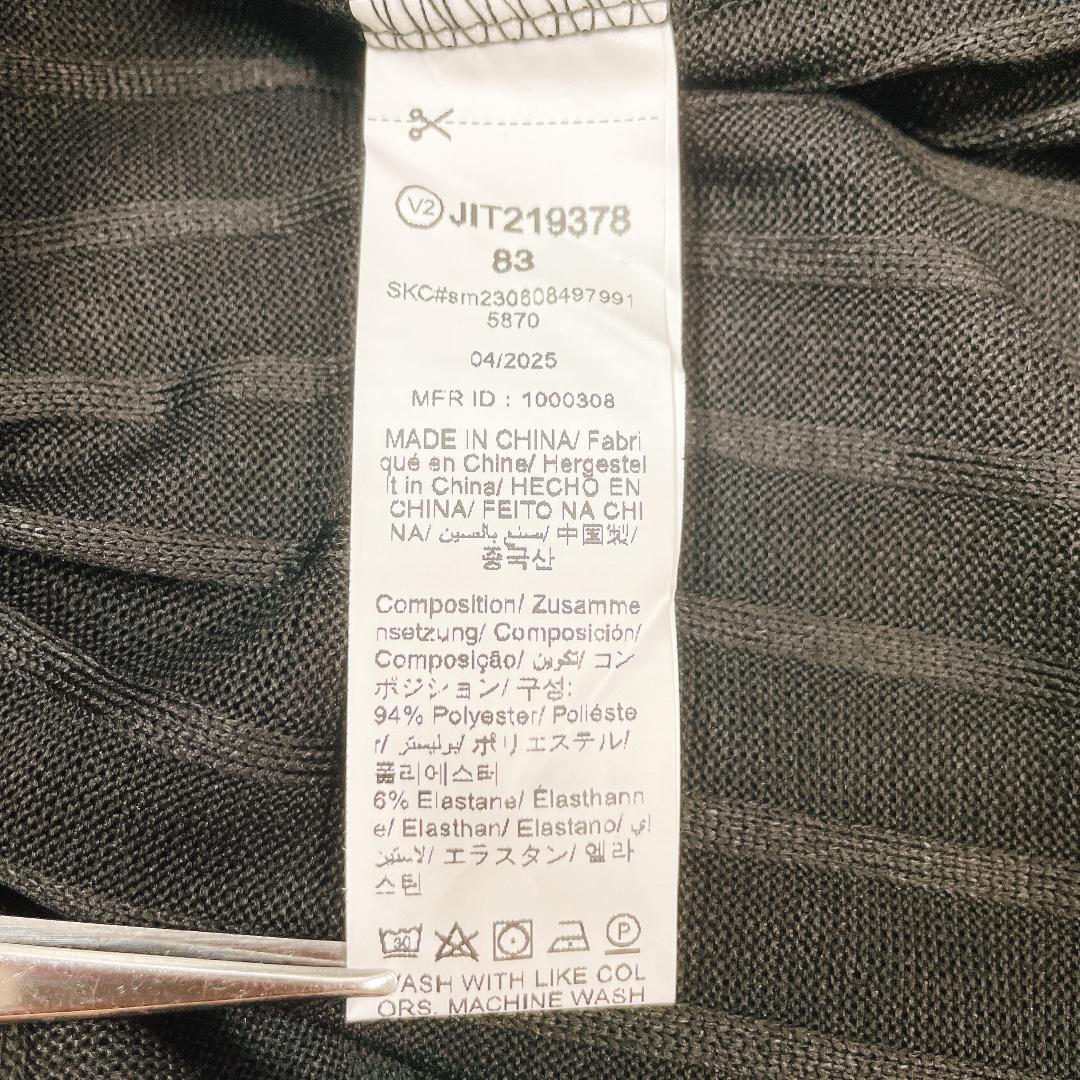 V2 JIT219378
83
SKC#sm230608497991
5870
04/2025
MFR ID : 1000308
MADE IN CHINA/ Fabri
qué en Chine/ Hergestel
lt in China/ HECHO EN
CHINA/ FEITO NA CHI
NA/ صنع بالصين/ 中国製/
중국산
Composition/ Zusamme
nsetzung/ Composición/
Composição/ تكوين/ コン
ポジション/ 구성:
94% Polyester/ Poliéste
r/ بوليستر/ ポリエステル/
폴리에스터
6% Elastane/ Élasthann
e/ Elasthan/ Elastano/ إي
لاستين/ エラスタン/ 엘라
스틴
30 P
WASH WITH LIKE COL
ORS. MACHINE WASH